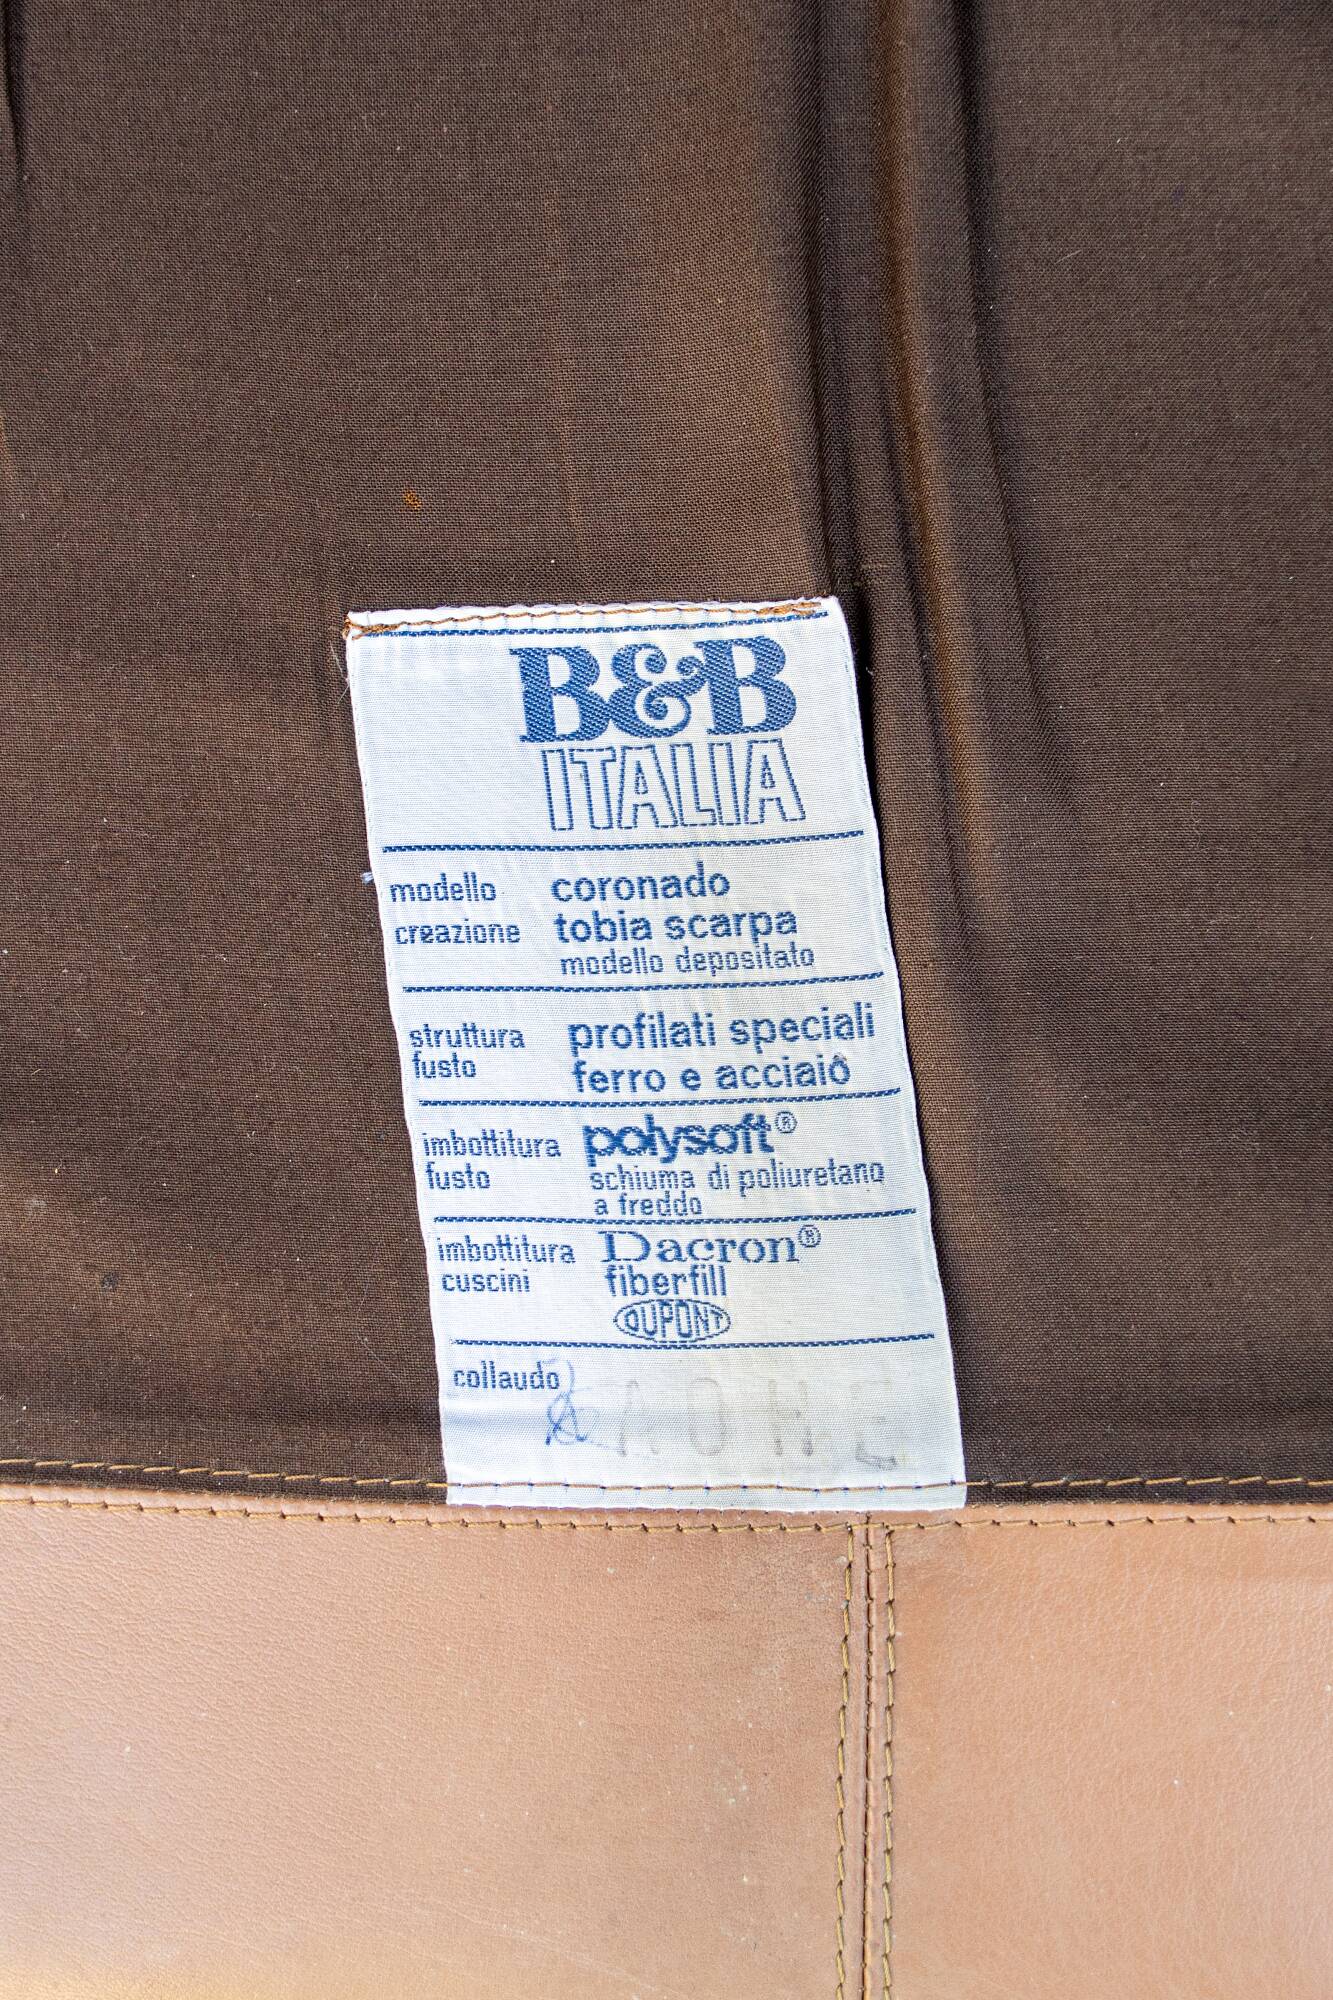 B&B
ITALIA
modello coronado
creazione tobia scarpa
modello depositato
struttura profilati speciali
fusto ferro e acciaio
imbottitura polysoft®
fusto schiuma di poliuretano
a freddo
imbottitura Dacron®
cuscini fiberfill
DUPONT
collaudo